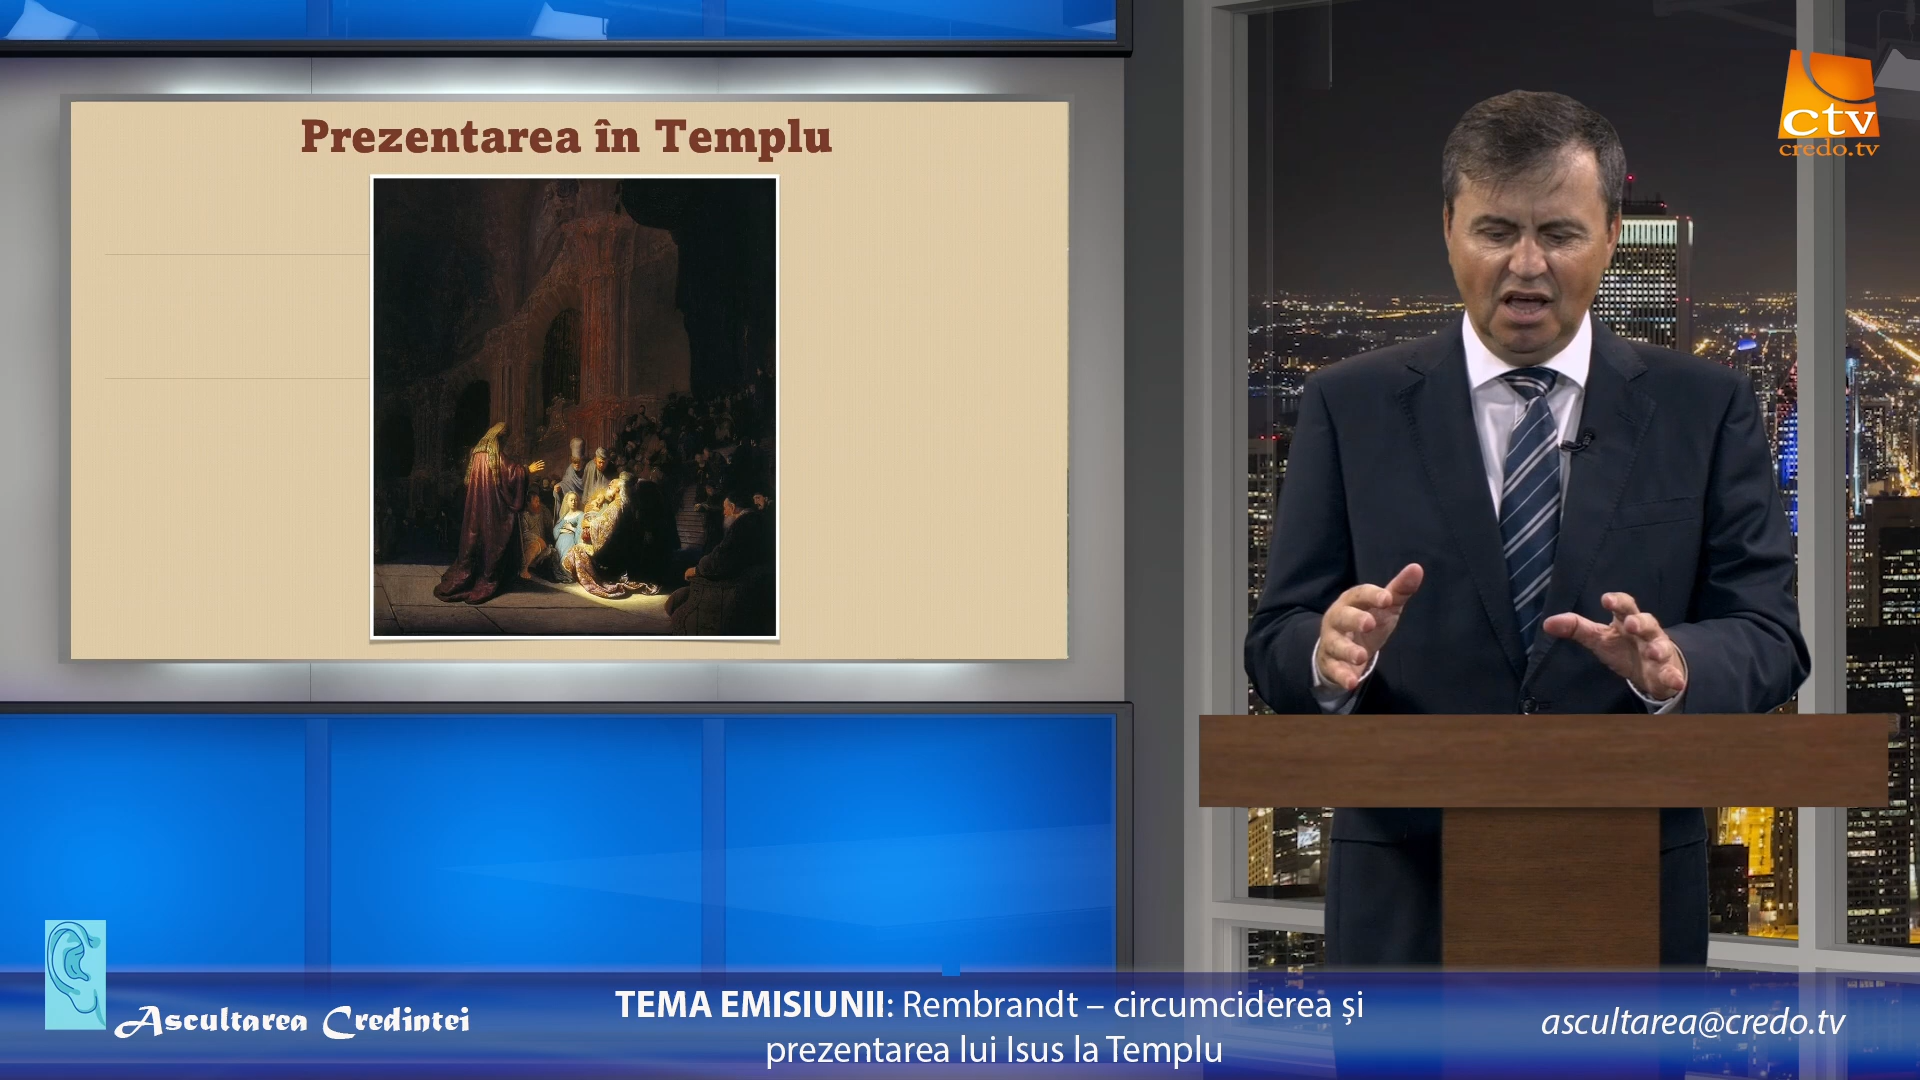 Prezentarea în Templu
ctv
credo.tv
Ascultarea Credintei
TEMA EMISIUNII: Rembrandt – circumciderea și
prezentarea lui Isus la Templu
ascultarea@credo.tv